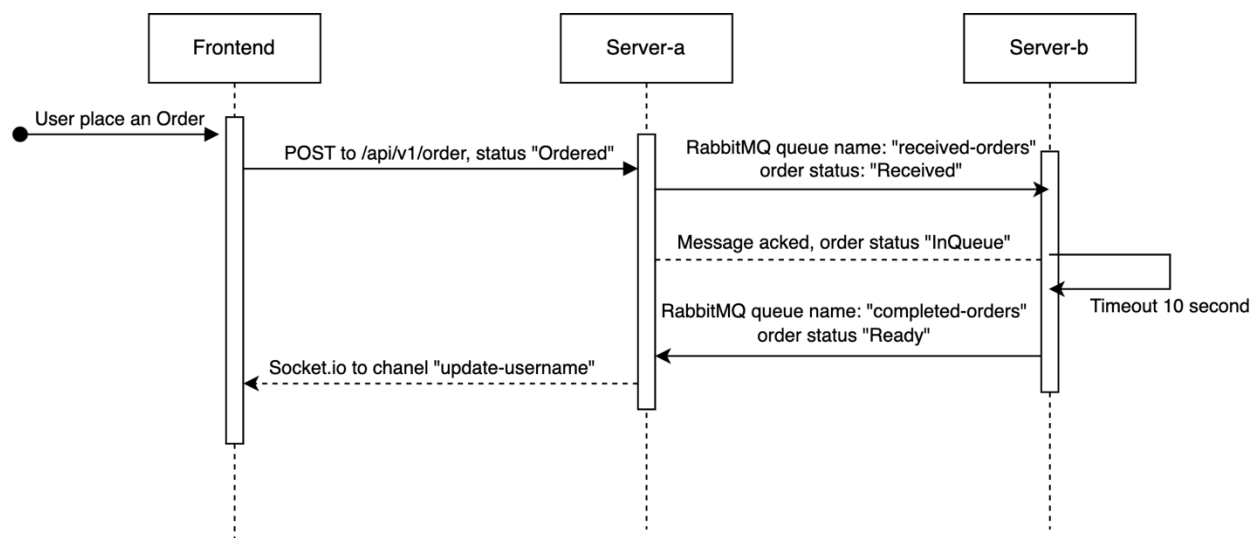 Frontend
Server-a
Server-b
User place an Order
POST to /api/v1/order, status "Ordered"
RabbitMQ queue name: "received-orders"
order status: "Received"
Message acked, order status "InQueue"
Timeout 10 second
RabbitMQ queue name: "completed-orders"
order status "Ready"
Socket.io to chanel "update-username"